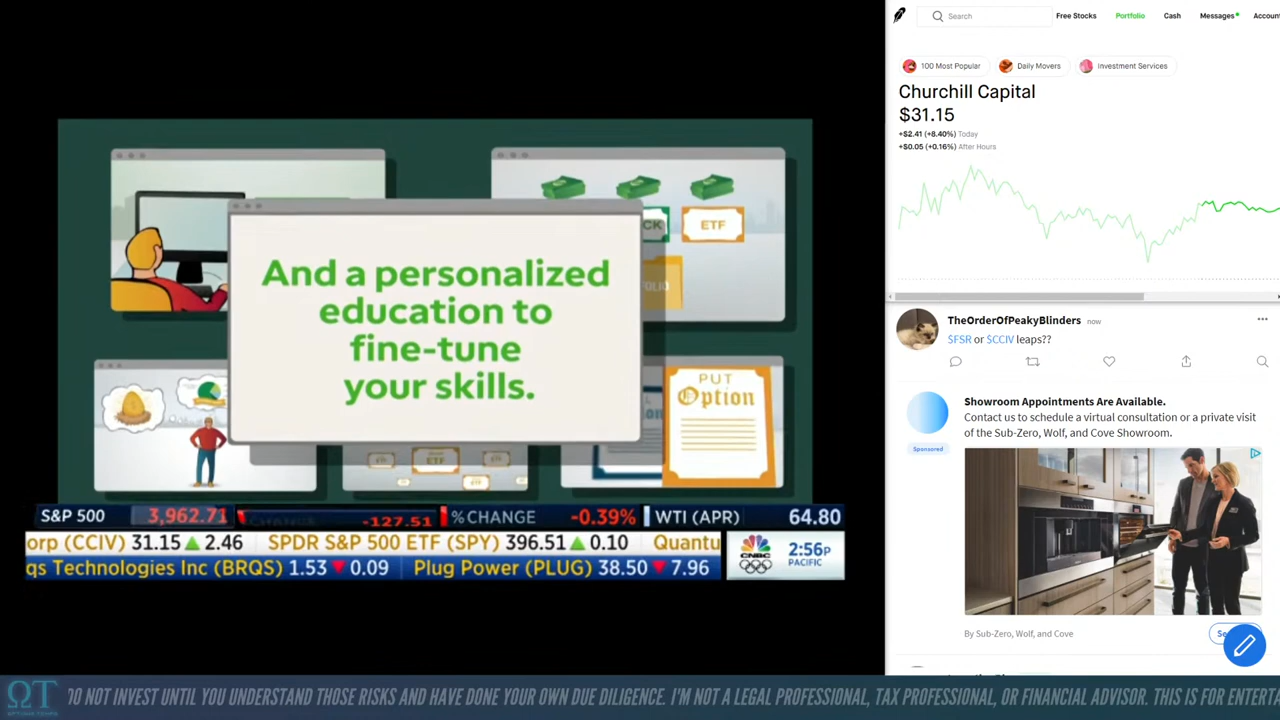 ETF
CK
OLIO
And a personalized
education to
fine-tune
your skills.
PUT
Option
ETF
S&P 500 3,962.71 CHANGE -127.51 % CHANGE -0.39% WTI (APR) 64.80
orp (CCIV) 31.15 ▲ 2.46 SPDR S&P 500 ETF (SPY) 396.51 ▲ 0.10 Quantu
qs Technologies Inc (BRQS) 1.53 ▼ 0.09 Plug Power (PLUG) 38.50 ▼ 7.96
CNBC
2:56P
PACIFIC
Search
Free Stocks Portfolio Cash Messages Accoun
100 Most Popular Daily Movers Investment Services
Churchill Capital
$31.15
+$2.41 (+8.40%) Today
+$0.05 (+0.16%) After Hours
TheOrderOfPeakyBlinders now
$FSR or $CCIV leaps??
Showroom Appointments Are Available.
Contact us to schedule a virtual consultation or a private visit
of the Sub-Zero, Wolf, and Cove Showroom.
Sponsored
By Sub-Zero, Wolf, and Cove
ΩT
DO NOT INVEST UNTIL YOU UNDERSTAND THOSE RISKS AND HAVE DONE YOUR OWN DUE DILIGENCE. I'M NOT A LEGAL PROFESSIONAL, TAX PROFESSIONAL, OR FINANCIAL ADVISOR. THIS IS FOR ENTERTA